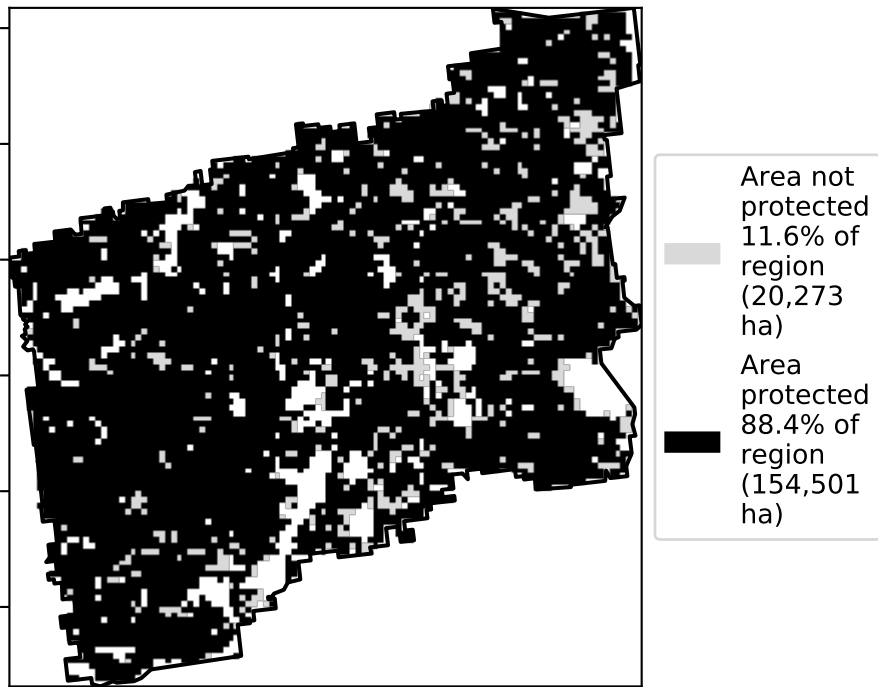 Area not
protected
11.6% of
region
(20,273
ha)
Area
protected
88.4% of
region
(154,501
ha)